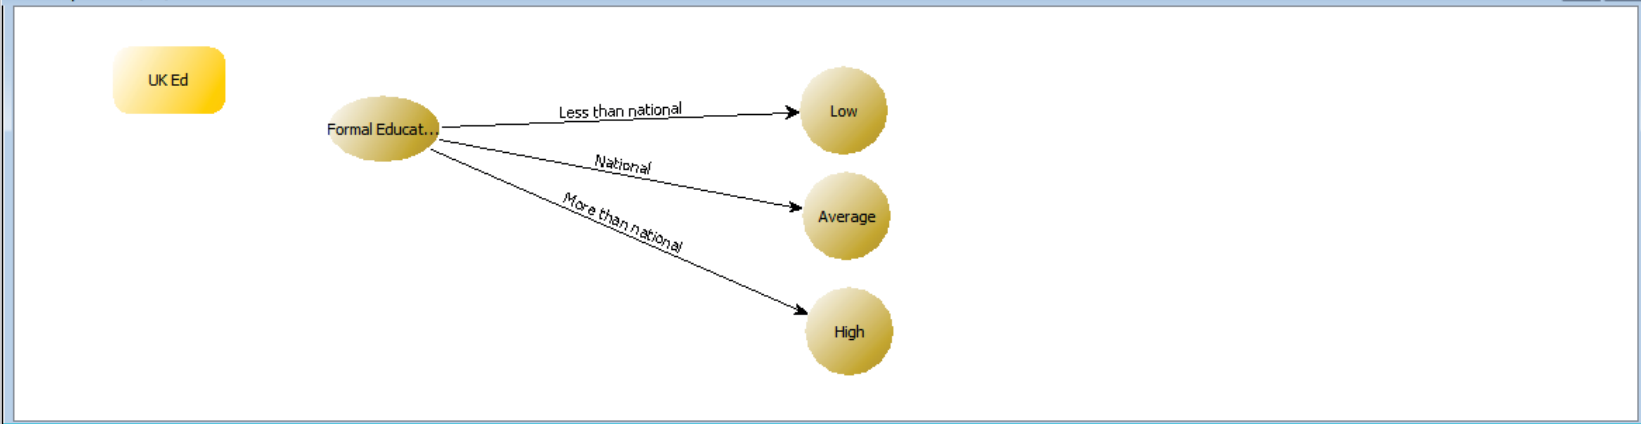 UK Ed
Formal Educat...
Less than national
National
More than national
Low
Average
High